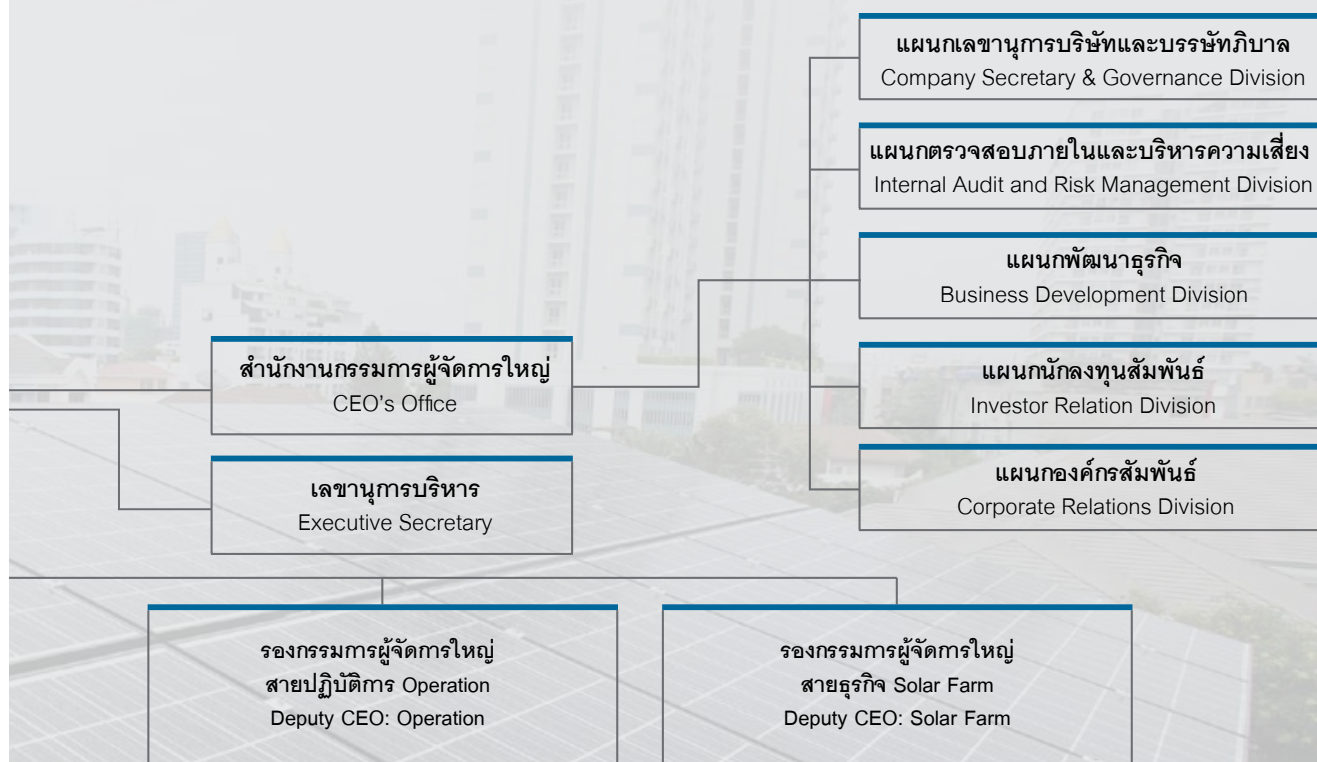 แผนกเลขานุการบริษัทและบรรษัทภิบาล
Company Secretary & Governance Division
แผนกตรวจสอบภายในและบริหารความเสี่ยง
Internal Audit and Risk Management Division
แผนกพัฒนาธุรกิจ
Business Development Division
สำนักงานกรรมการผู้จัดการใหญ่
CEO's Office
แผนกนักลงทุนสัมพันธ์
Investor Relation Division
เลขานุการบริหาร
Executive Secretary
แผนกองค์กรสัมพันธ์
Corporate Relations Division
รองกรรมการผู้จัดการใหญ่
สายปฏิบัติการ Operation
Deputy CEO: Operation
รองกรรมการผู้จัดการใหญ่
สายธุรกิจ Solar Farm
Deputy CEO: Solar Farm